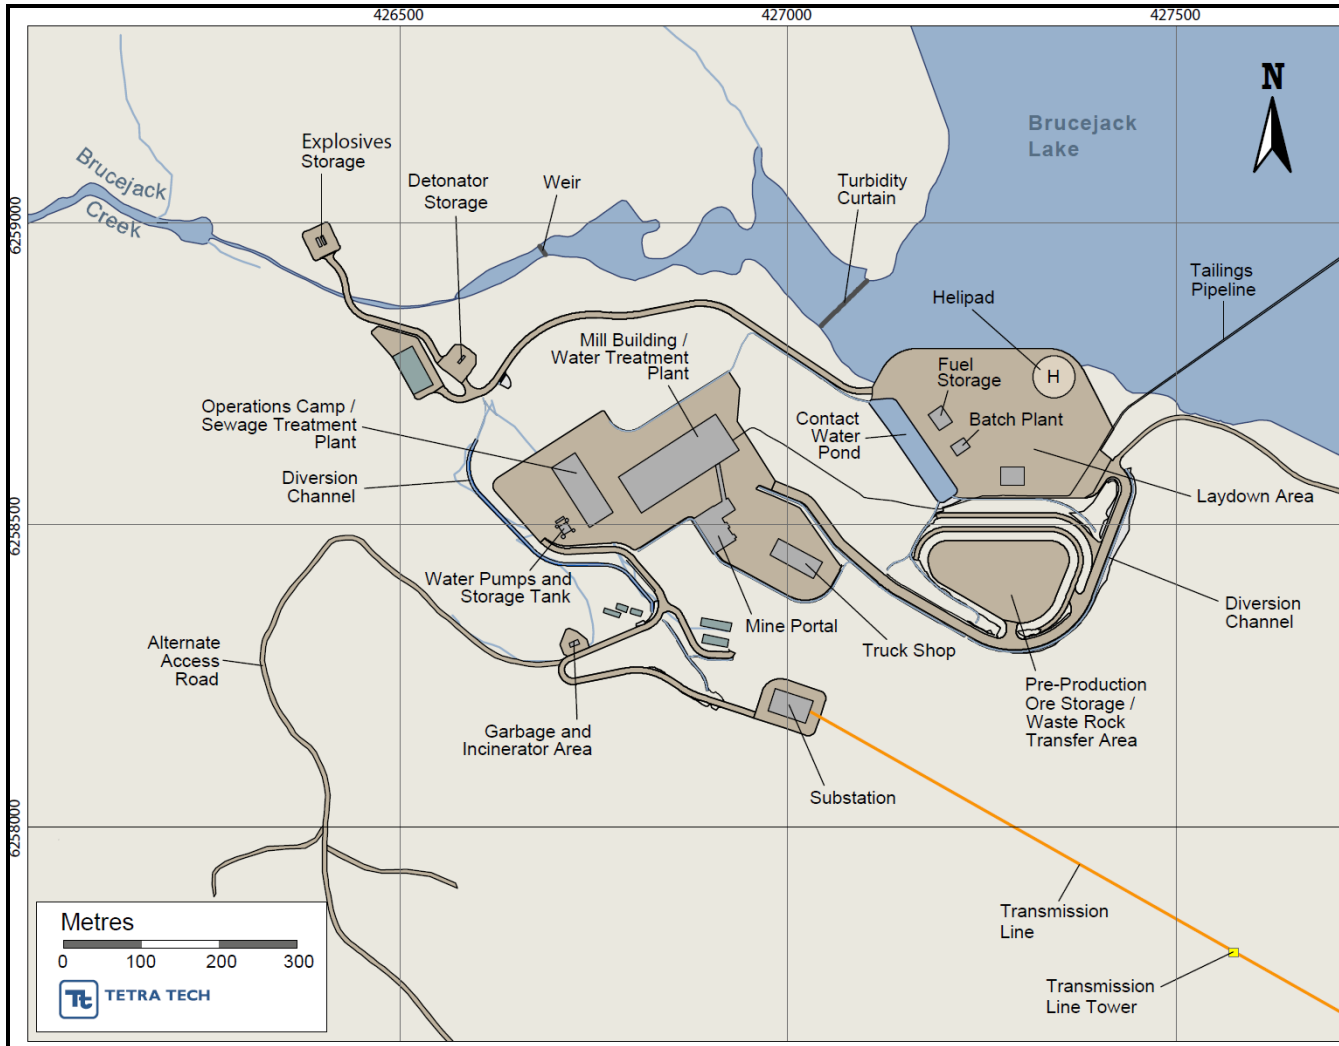 426500
427000
427500
N
Brucejack
Lake
Explosives
Storage
Brucejack
Creek
Detonator
Storage
Weir
Turbidity
Curtain
6259000
Tailings
Pipeline
Helipad
Mill Building /
Water Treatment
Plant
Fuel
Storage
H
Operations Camp /
Sewage Treatment
Plant
Contact
Water
Pond
Batch Plant
Diversion
Channel
Laydown Area
6258500
Water Pumps and
Storage Tank
Mine Portal
Truck Shop
Diversion
Channel
Alternate
Access
Road
Pre-Production
Ore Storage /
Waste Rock
Transfer Area
Garbage and
Incinerator Area
Substation
6258000
Transmission
Line
Transmission
Line Tower
Metres
0 100 200 300
Tt TETRA TECH